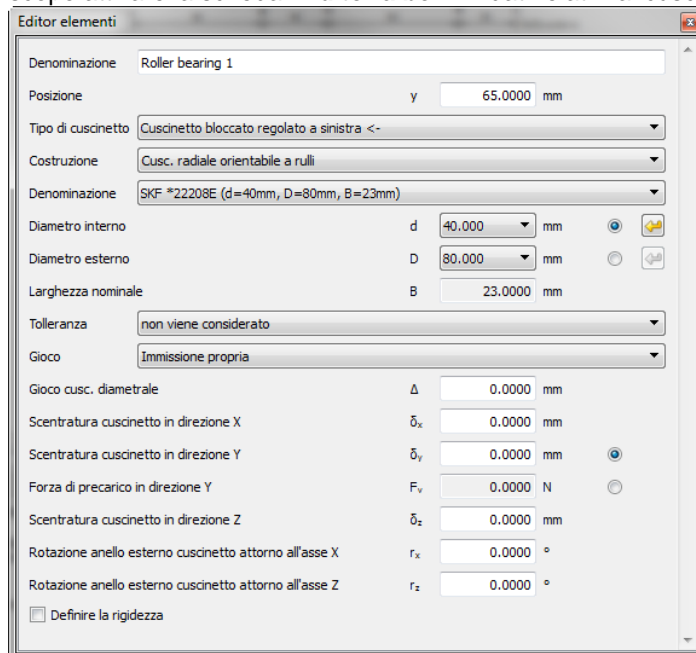 Editor elementi
Denominazione Roller bearing 1
Posizione y 65.0000 mm
Tipo di cuscinetto Cuscinetto bloccato regolato a sinistra <-
Costruzione Cusc. radiale orientabile a rulli
Denominazione SKF *22208E (d=40mm, D=80mm, B=23mm)
Diametro interno d 40.000 mm
Diametro esterno D 80.000 mm
Larghezza nominale B 23.0000 mm
Tolleranza non viene considerato
Gioco Immissione propria
Gioco cusc. diametrale Δ 0.0000 mm
Scentratura cuscinetto in direzione X δx 0.0000 mm
Scentratura cuscinetto in direzione Y δy 0.0000 mm
Forza di precarico in direzione Y Fv 0.0000 N
Scentratura cuscinetto in direzione Z δz 0.0000 mm
Rotazione anello esterno cuscinetto attorno all'asse X rx 0.0000 °
Rotazione anello esterno cuscinetto attorno all'asse Z rz 0.0000 °
Definire la rigidezza